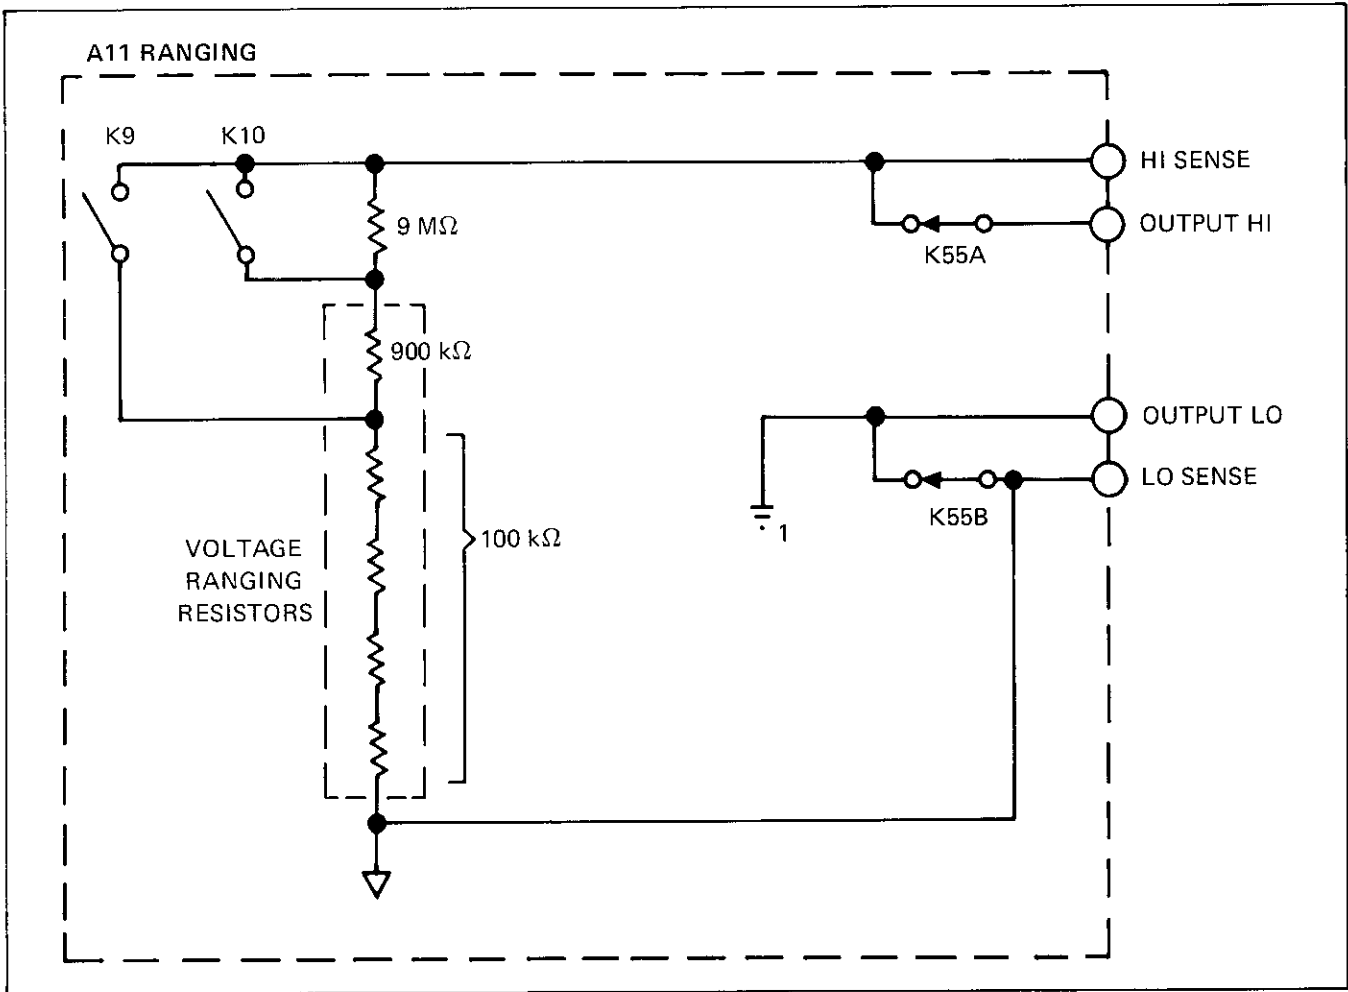 A11 RANGING
K9
K10
HI SENSE
9 MΩ
OUTPUT HI
K55A
900 kΩ
OUTPUT LO
LO SENSE
K55B
1
100 kΩ
VOLTAGE
RANGING
RESISTORS